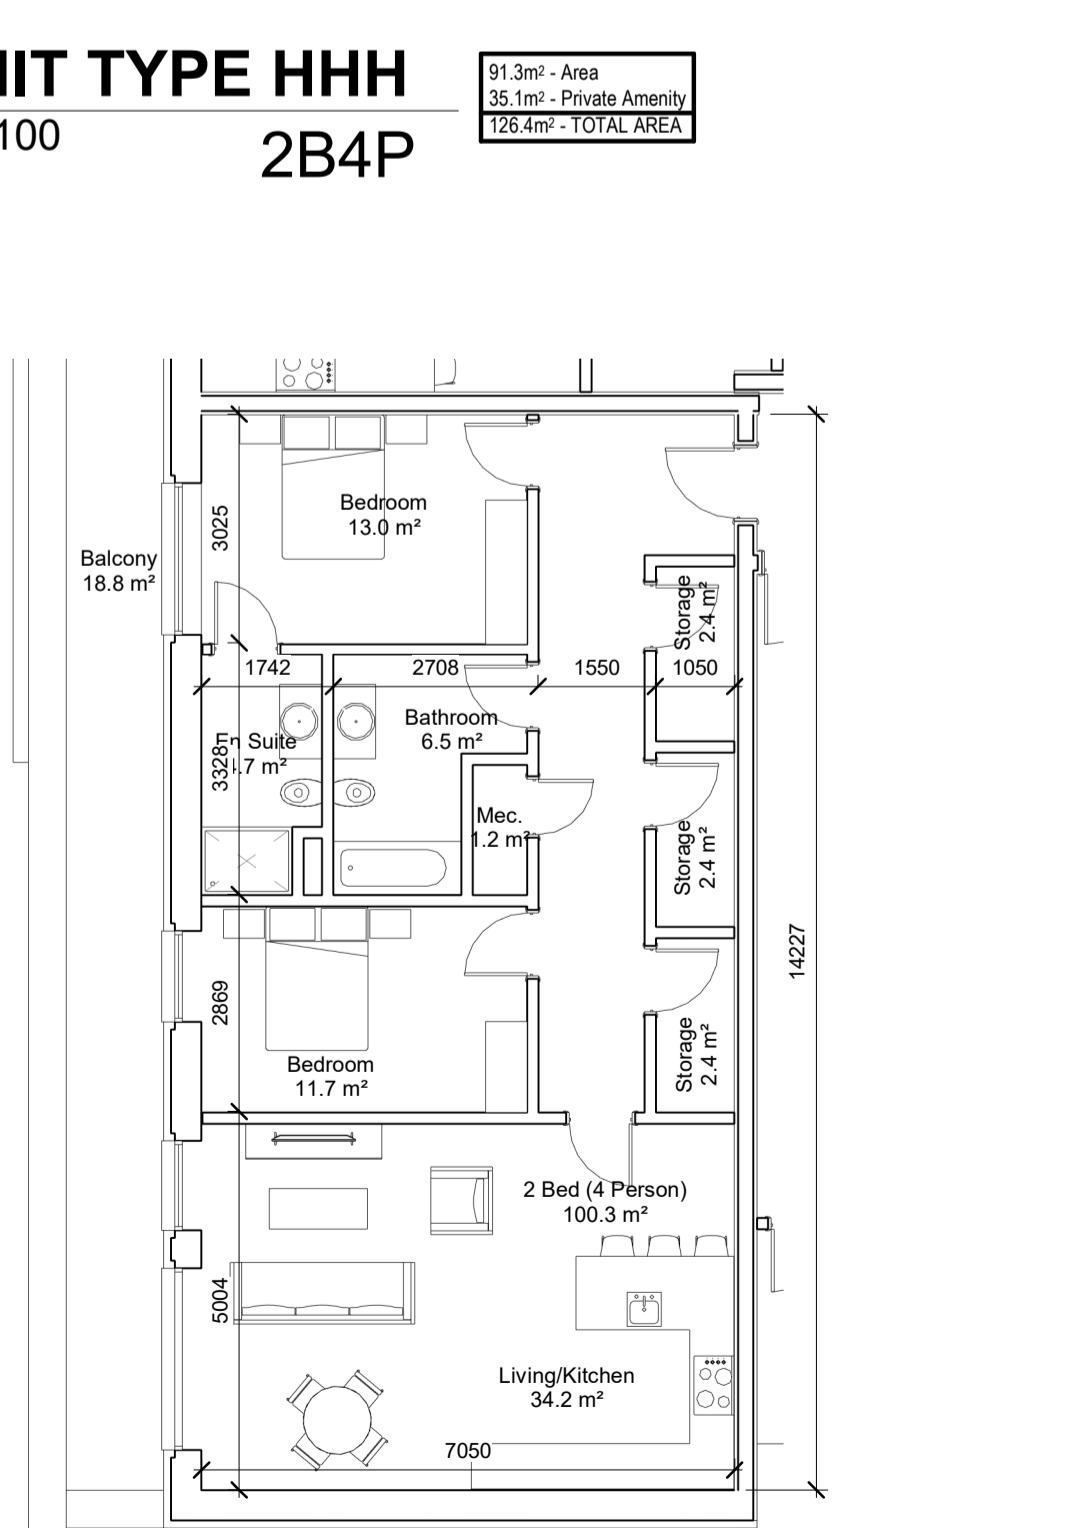 TYPE HHH
100
2B4P
91.3m² - Area
35.1m² - Private Amenity
126.4m² - TOTAL AREA
Bedroom
13.0 m²
3025
Balcony
18.8 m²
Storage
2.4 m²
1742
2708
1550
1050
Bathroom
6.5 m²
Suite
3328
Mec.
1.2 m²
Storage
2.4 m²
14227
2869
Storage
2.4 m²
Bedroom
11.7 m²
2 Bed (4 Person)
100.3 m²
5004
Living/Kitchen
34.2 m²
7050